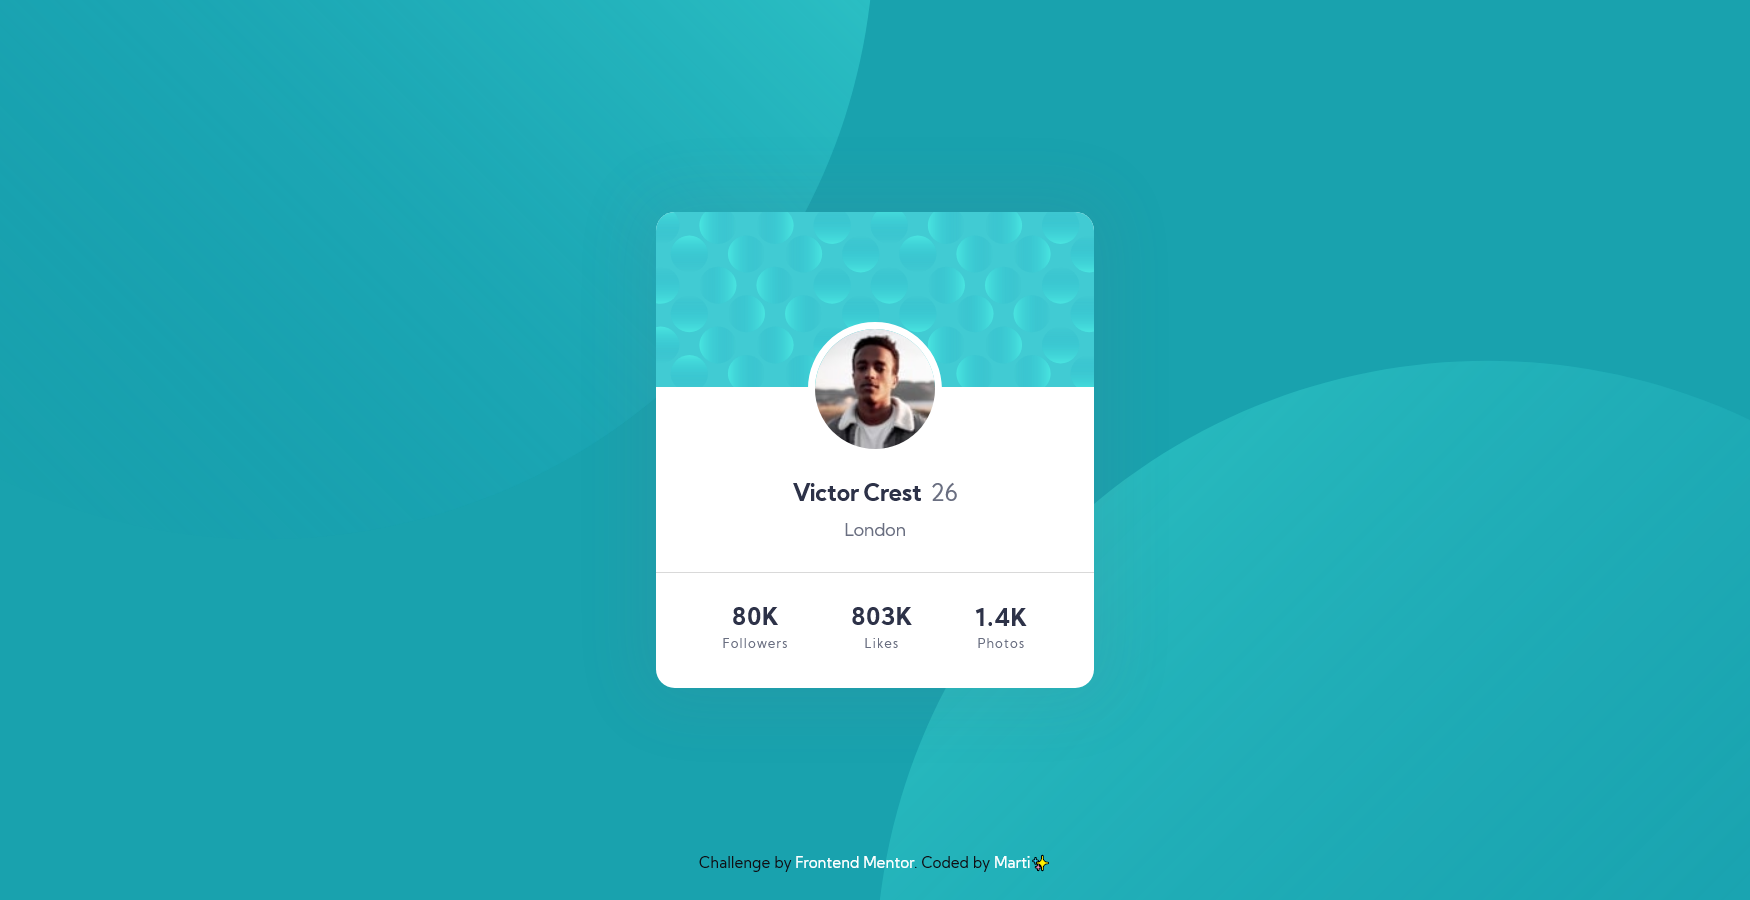 Victor Crest 26
London
80K 803K 1.4K
Followers Likes Photos
Challenge by Frontend Mentor. Coded by Marti✨